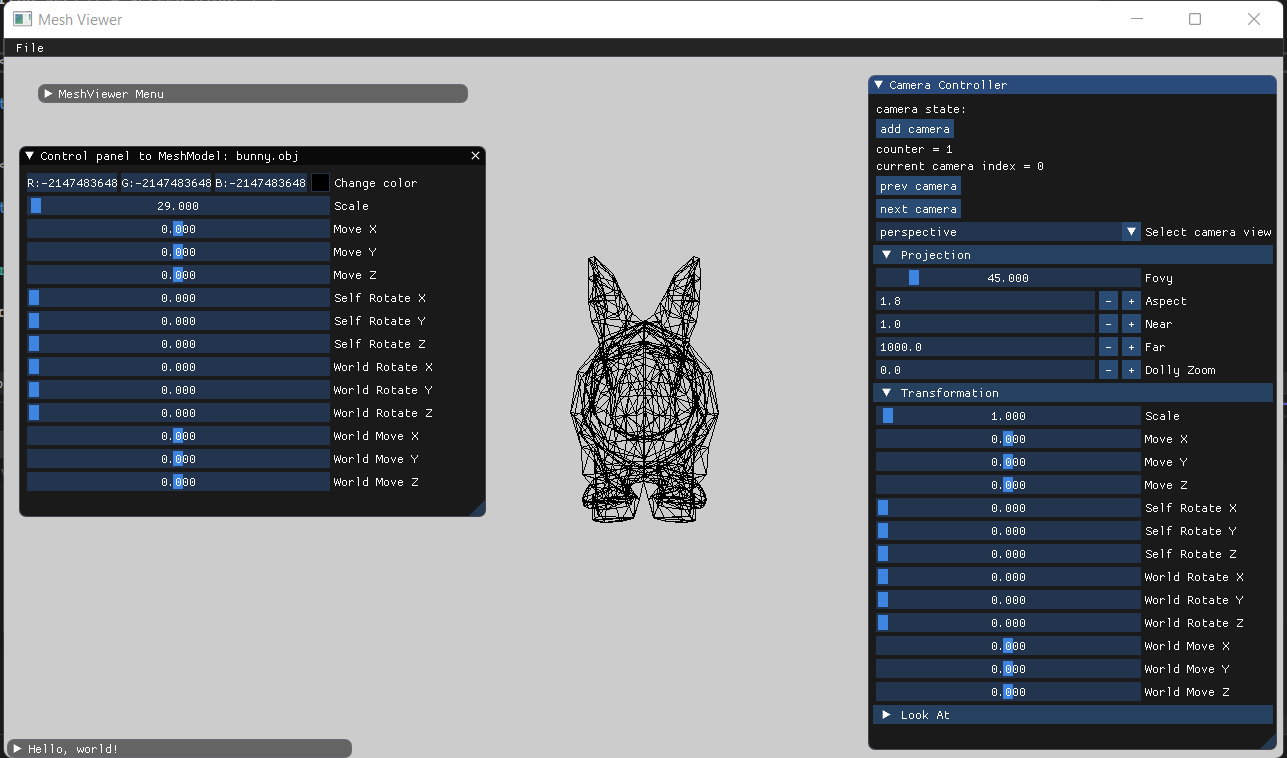 Mesh Viewer
File
MeshViewer Menu
Control panel to MeshModel: bunny.obj
R:-2147483648 G:-2147483648 B:-2147483648 Change color
29.000 Scale
0.000 Move X
0.000 Move Y
0.000 Move Z
0.000 Self Rotate X
0.000 Self Rotate Y
0.000 Self Rotate Z
0.000 World Rotate X
0.000 World Rotate Y
0.000 World Rotate Z
0.000 World Move X
0.000 World Move Y
0.000 World Move Z
Camera Controller
camera state:
add camera
counter = 1
current camera index = 0
prev camera
next camera
perspective Select camera view
Projection
45.000 Fovy
1.8 - + Aspect
1.0 - + Near
1000.0 - + Far
0.0 - + Dolly Zoom
Transformation
1.000 Scale
0.000 Move X
0.000 Move Y
0.000 Move Z
0.000 Self Rotate X
0.000 Self Rotate Y
0.000 Self Rotate Z
0.000 World Rotate X
0.000 World Rotate Y
0.000 World Rotate Z
0.000 World Move X
0.000 World Move Y
0.000 World Move Z
Look At
Hello, world!